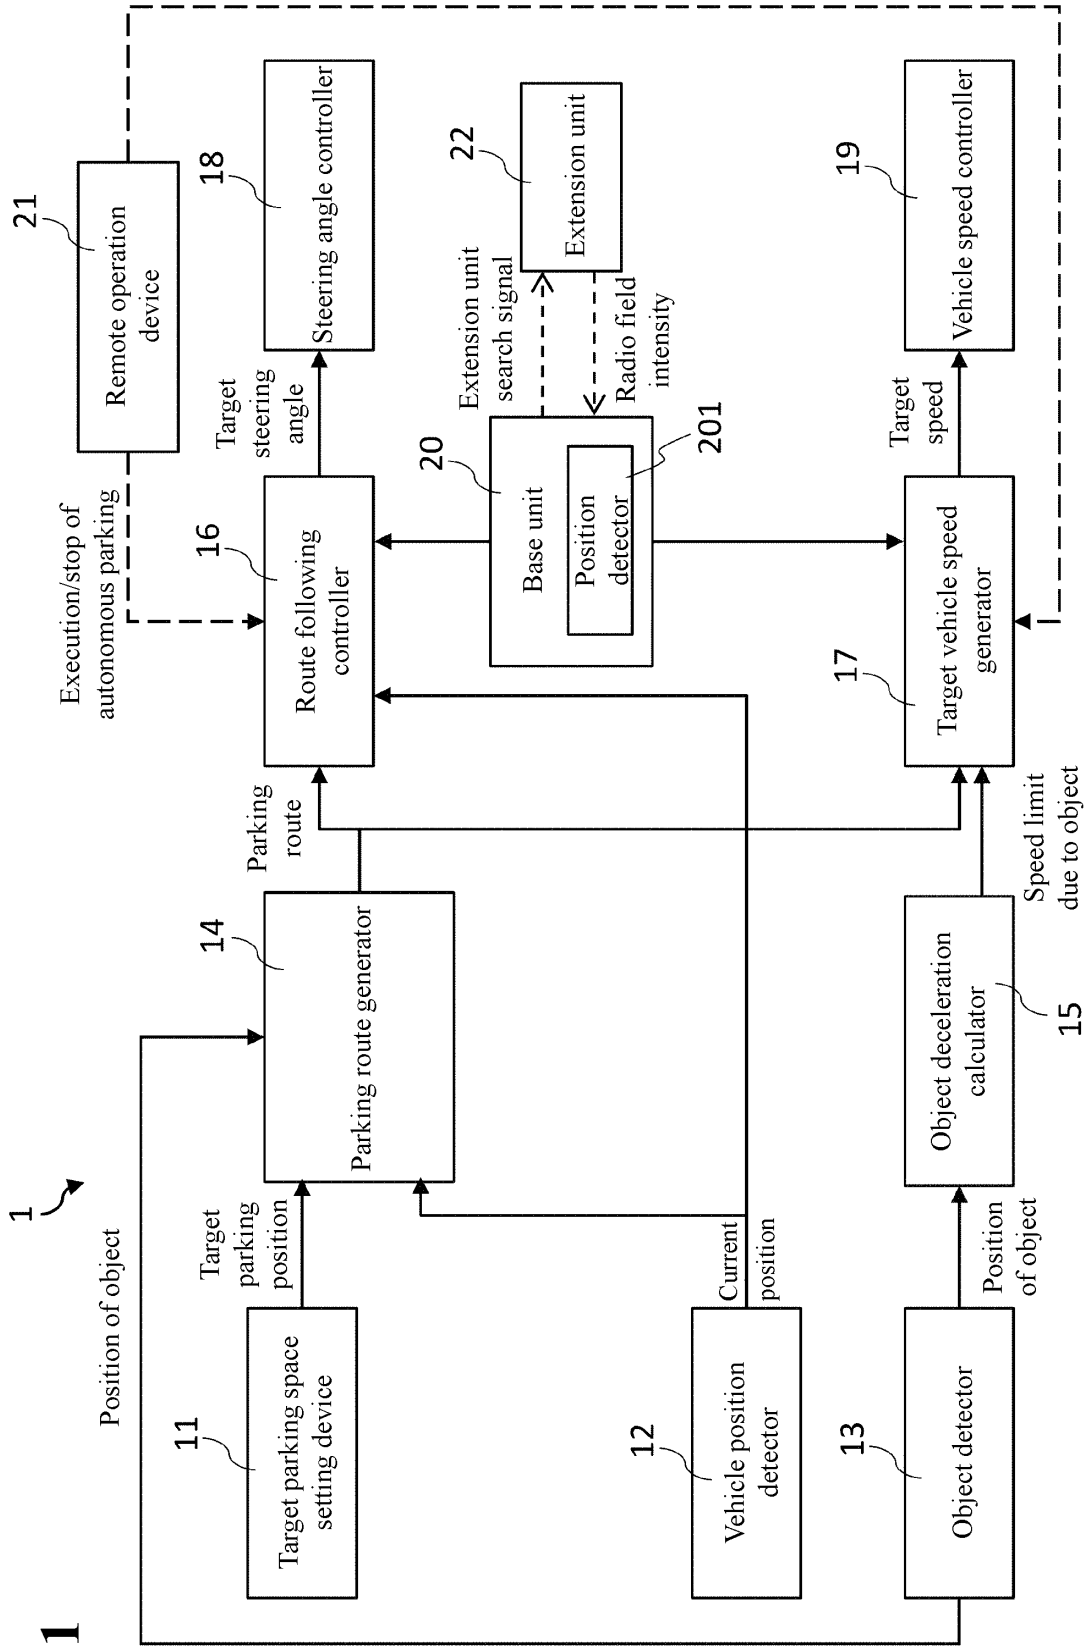 1
1
Position of object
11
Target parking space
setting device
Target
parking
position
14
Parking route generator
Parking
route
Execution/stop of
autonomous parking
21
Remote operation
device
16
Route following
controller
Target
steering
angle
18
Steering angle controller
20
Base unit
Position
detector
201
Extension unit
search signal
Radio field
intensity
22
Extension unit
12
Vehicle position
detector
Current
position
13
Object detector
Position
of object
Object deceleration
calculator
15
Speed limit
due to object
17
Target vehicle speed
generator
Target
speed
19
Vehicle speed controller